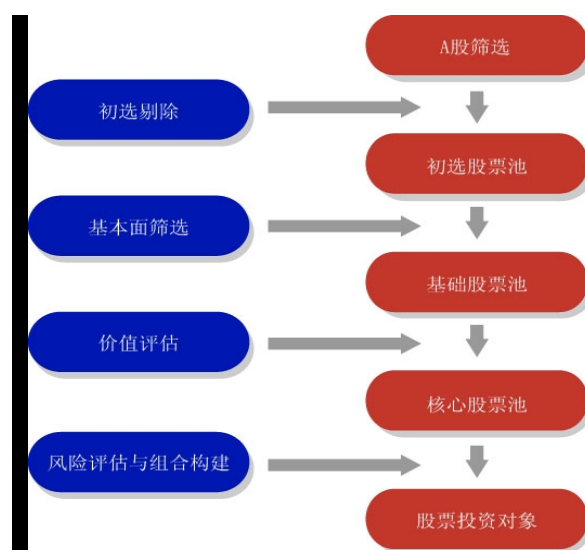 A股筛选
初选剔除
初选股票池
基本面筛选
基础股票池
价值评估
核心股票池
风险评估与组合构建
股票投资对象